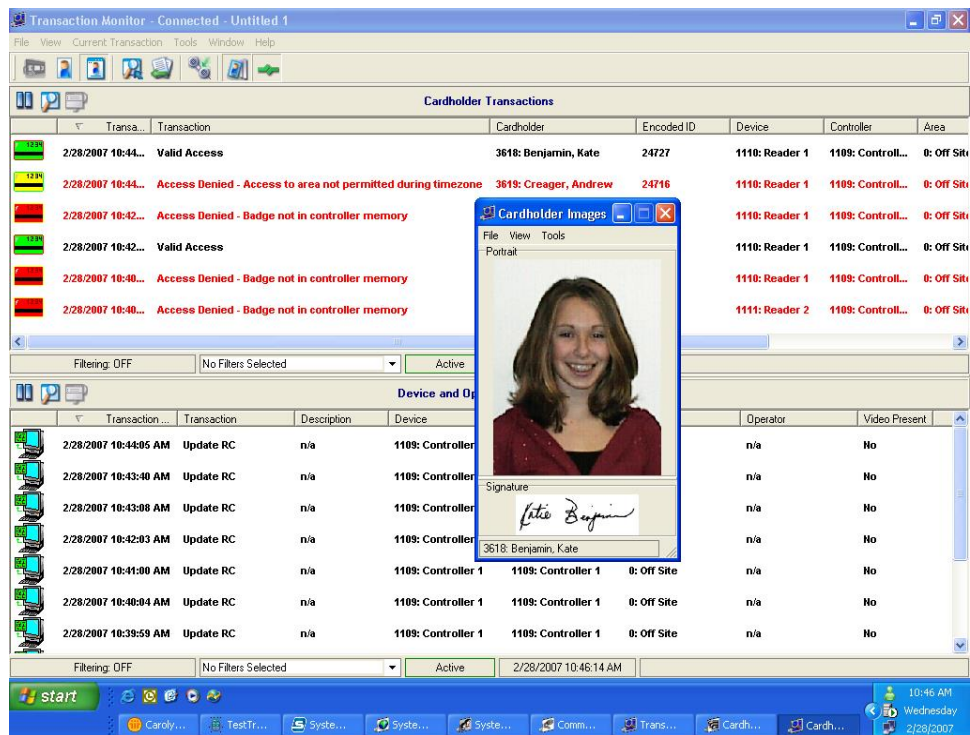 Transaction Monitor - Connected - Untitled 1
File View Current Transaction Tools Window Help
Cardholder Transactions
Transa... Transaction Cardholder Encoded ID Device Controller Area
2/28/2007 10:44... Valid Access 3618: Benjamin, Kate 24727 1110: Reader 1 1109: Controll... 0: Off Site
2/28/2007 10:44... Access Denied - Access to area not permitted during timezone 3619: Creager, Andrew 24716 1110: Reader 1 1109: Controll... 0: Off Site
2/28/2007 10:42... Access Denied - Badge not in controller memory 1110: Reader 1 1109: Controll... 0: Off Site
2/28/2007 10:42... Valid Access 1110: Reader 1 1109: Controll... 0: Off Site
2/28/2007 10:40... Access Denied - Badge not in controller memory 1110: Reader 1 1109: Controll... 0: Off Site
2/28/2007 10:40... Access Denied - Badge not in controller memory 1111: Reader 2 1109: Controll... 0: Off Site
Filtering: OFF No Filters Selected Active
Cardholder Images
File View Tools
Portrait
Signature
Katie Benjamin
3618: Benjamin, Kate
Device and Op
Transaction ... Transaction Description Device Operator Video Present
2/28/2007 10:44:05 AM Update RC n/a 1109: Controller n/a No
2/28/2007 10:43:40 AM Update RC n/a 1109: Controller n/a No
2/28/2007 10:43:08 AM Update RC n/a 1109: Controller n/a No
2/28/2007 10:42:03 AM Update RC n/a 1109: Controller n/a No
2/28/2007 10:41:00 AM Update RC n/a 1109: Controller 1 1109: Controller 1 0: Off Site n/a No
2/28/2007 10:40:04 AM Update RC n/a 1109: Controller 1 1109: Controller 1 0: Off Site n/a No
2/28/2007 10:39:59 AM Update RC n/a 1109: Controller 1 1109: Controller 1 0: Off Site n/a No
Filtering: OFF No Filters Selected Active 2/28/2007 10:46:14 AM
start
Caroly... TestTr... Syste... Syste... Syste... Comm... Trans... Cardh... Cardh...
10:46 AM
Wednesday
2/28/2007